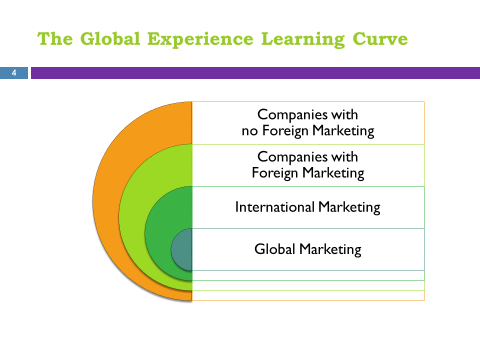 The Global Experience Learning Curve
4
Companies with
no Foreign Marketing
Companies with
Foreign Marketing
International Marketing
Global Marketing